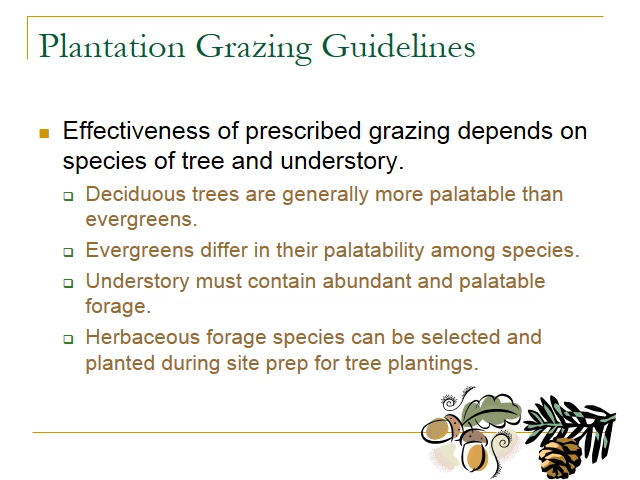 Plantation Grazing Guidelines
Effectiveness of prescribed grazing depends on
species of tree and understory.
Deciduous trees are generally more palatable than
evergreens.
Evergreens differ in their palatability among species.
Understory must contain abundant and palatable
forage.
Herbaceous forage species can be selected and
planted during site prep for tree plantings.